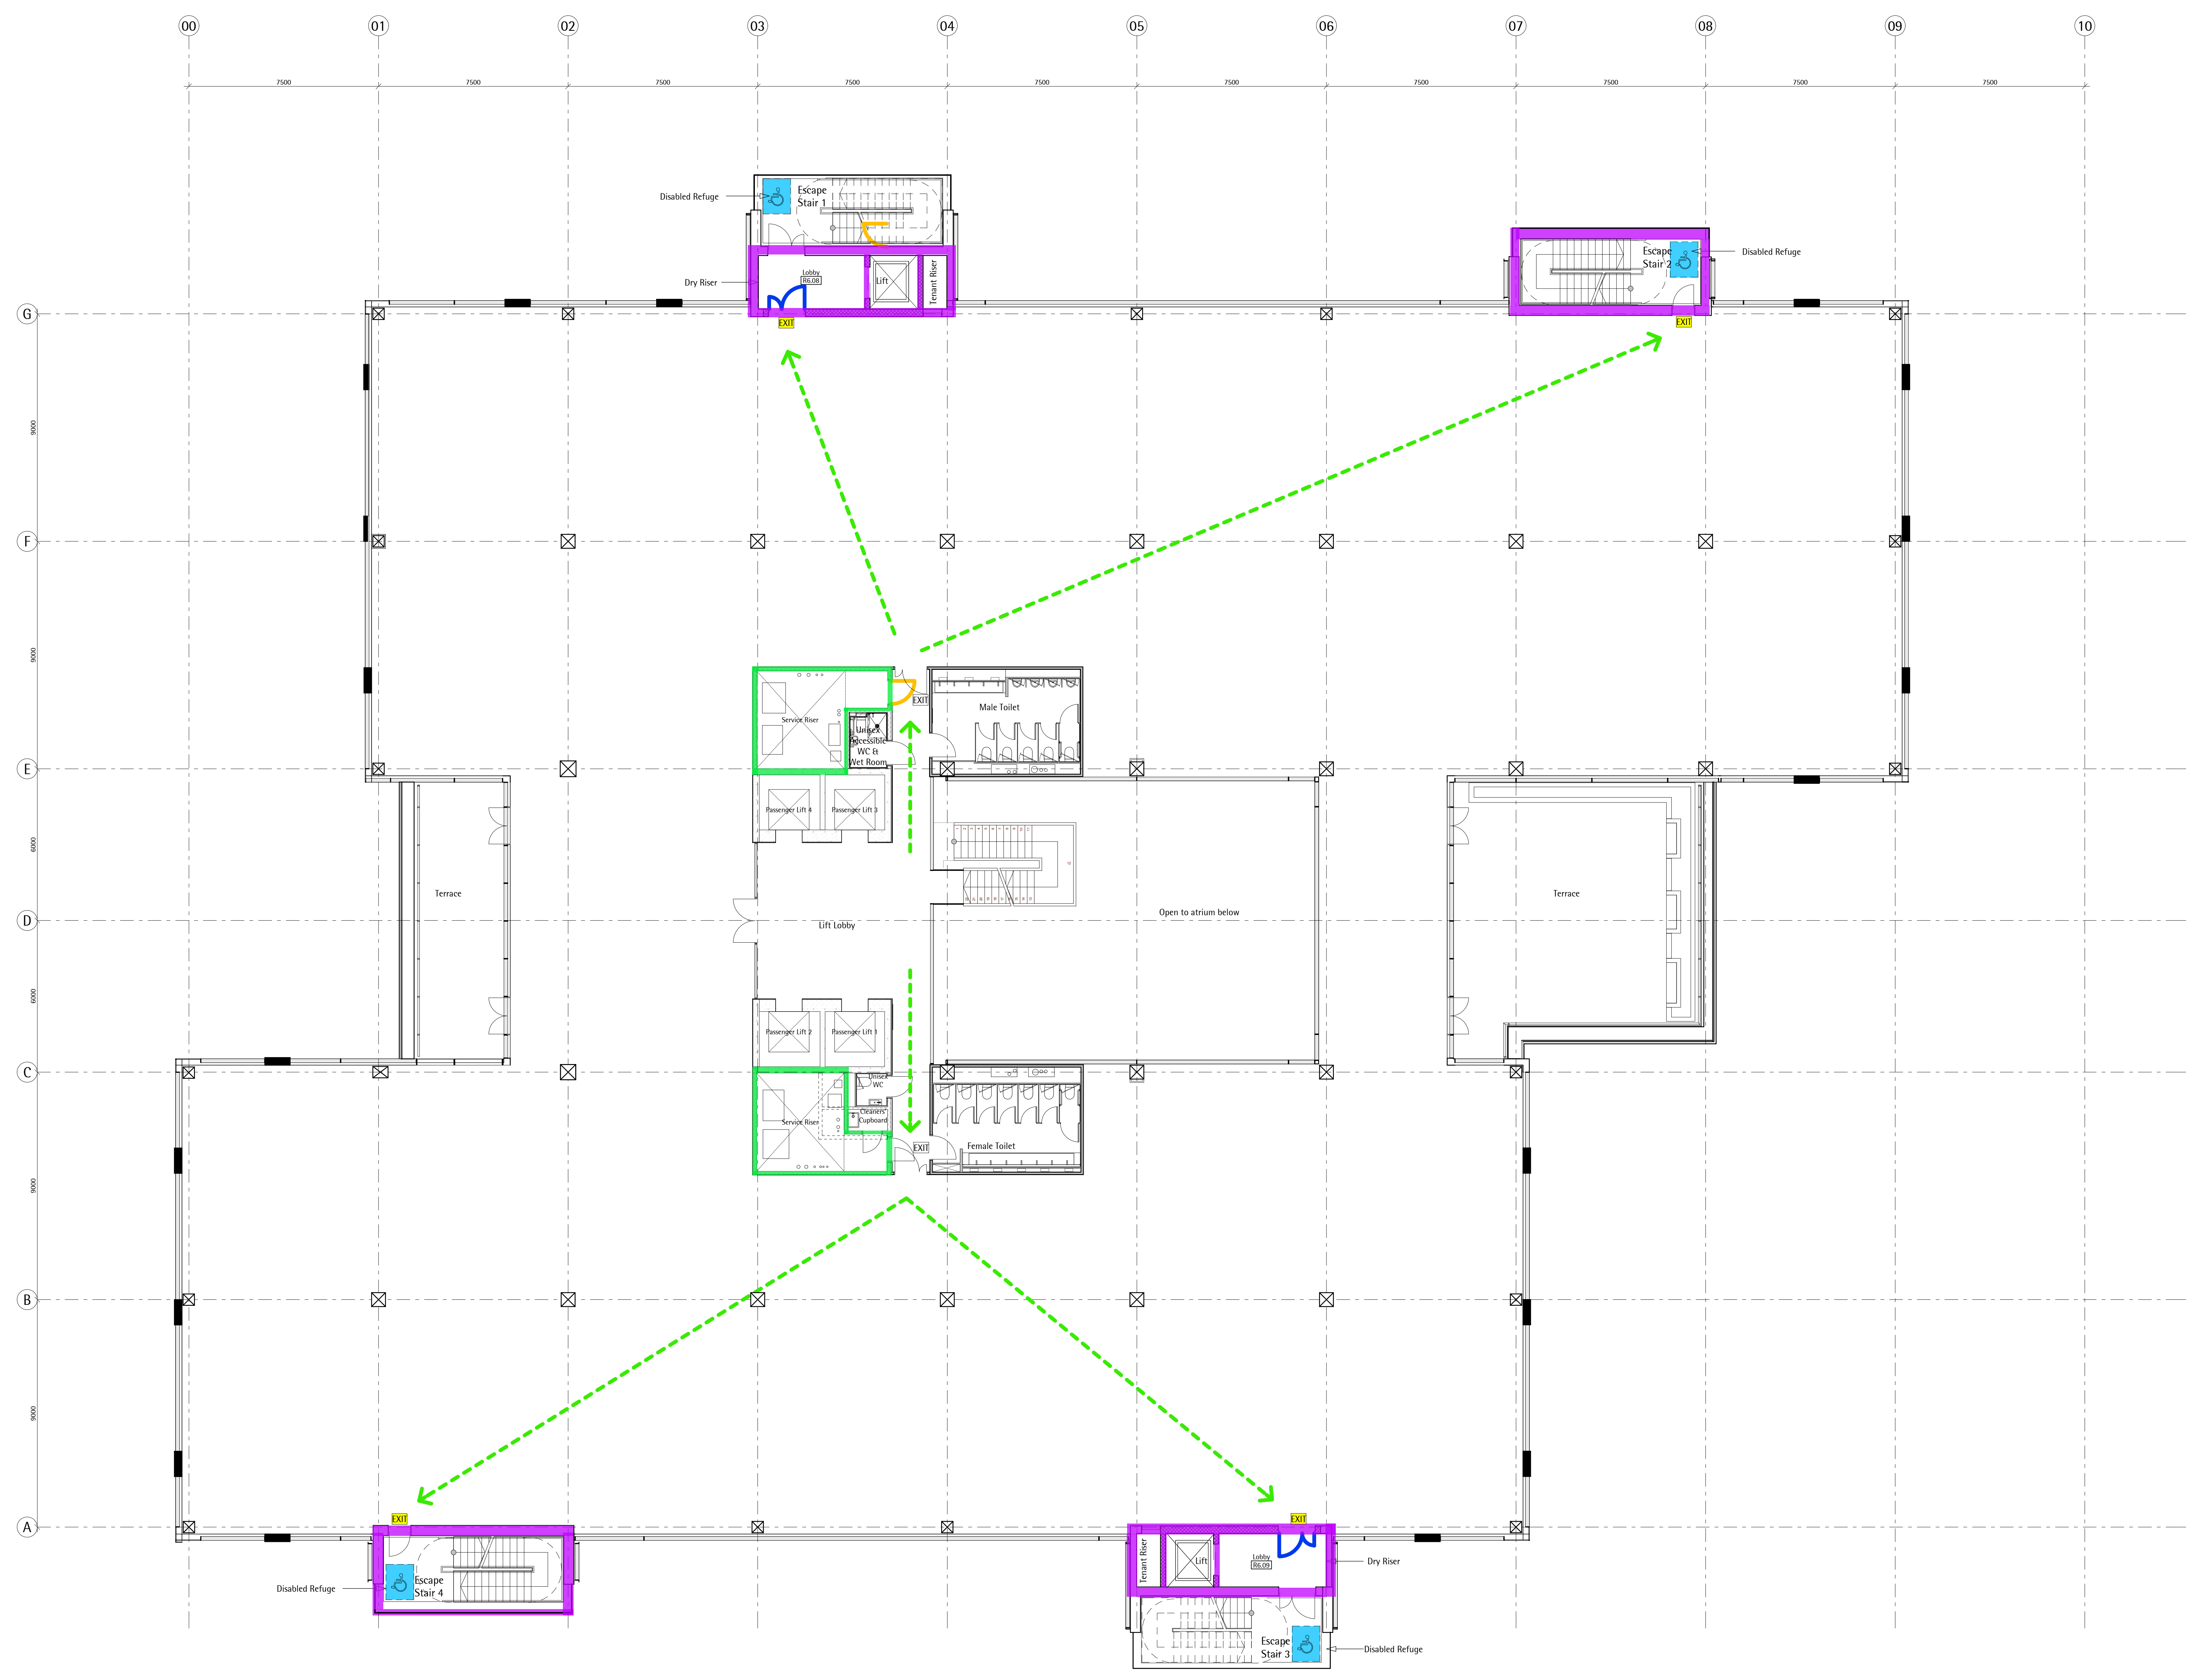 00 01 02 03 04 05 06 07 08 09 10
7500 7500 7500 7500 7500 7500 7500 7500 7500 7500
Disabled Refuge
Escape
Stair 1
Dry Riser
Lobby
R6.08
Lift
Tenant Riser
EXIT
Escape
Stair 2
Disabled Refuge
EXIT
G
9000
F
9000
E
6000
D
6000
C
9000
B
9000
A
EXIT
Service Riser
Unisex
Accessible
WC &
Wet Room
Male Toilet
Passenger Lift 4
Passenger Lift 3
Terrace
Lift Lobby
Open to atrium below
Terrace
Passenger Lift 2
Passenger Lift 1
Unisex
WC
Cleaners'
Cupboard
Service Riser
EXIT
Female Toilet
EXIT
Disabled Refuge
Escape
Stair 4
EXIT
Tenant Riser
Lift
Lobby
R6.09
Dry Riser
Escape
Stair 3
Disabled Refuge